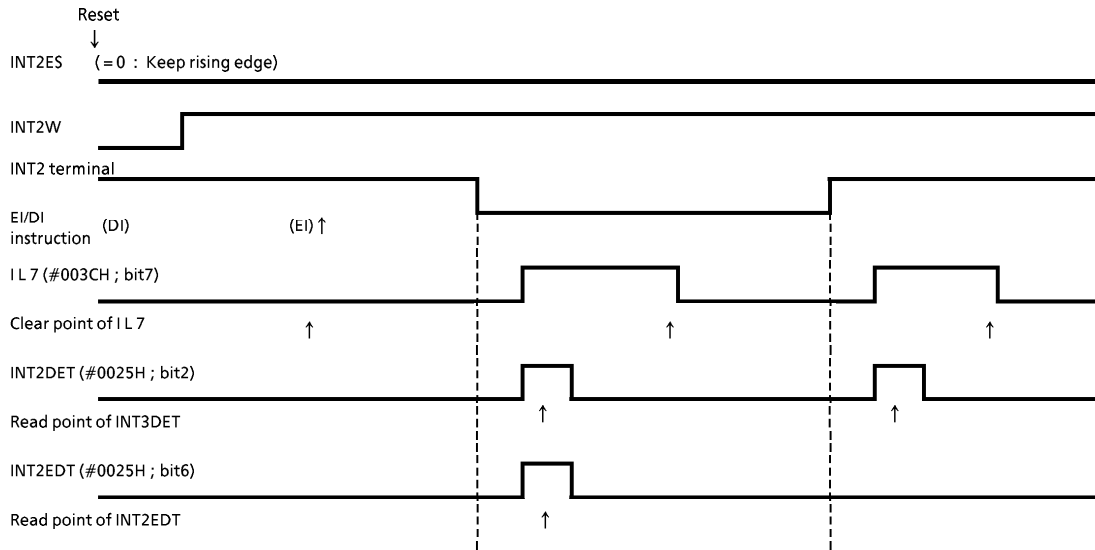 Reset
↓
INT2ES (=0 : Keep rising edge)
INT2W
INT2 terminal
EI/DI
instruction (DI) (EI)↑
I L 7 (#003CH ; bit7)
Clear point of I L 7 ↑ ↑ ↑
INT2DET (#0025H ; bit2)
Read point of INT3DET ↑ ↑
INT2EDT (#0025H ; bit6)
Read point of INT2EDT ↑